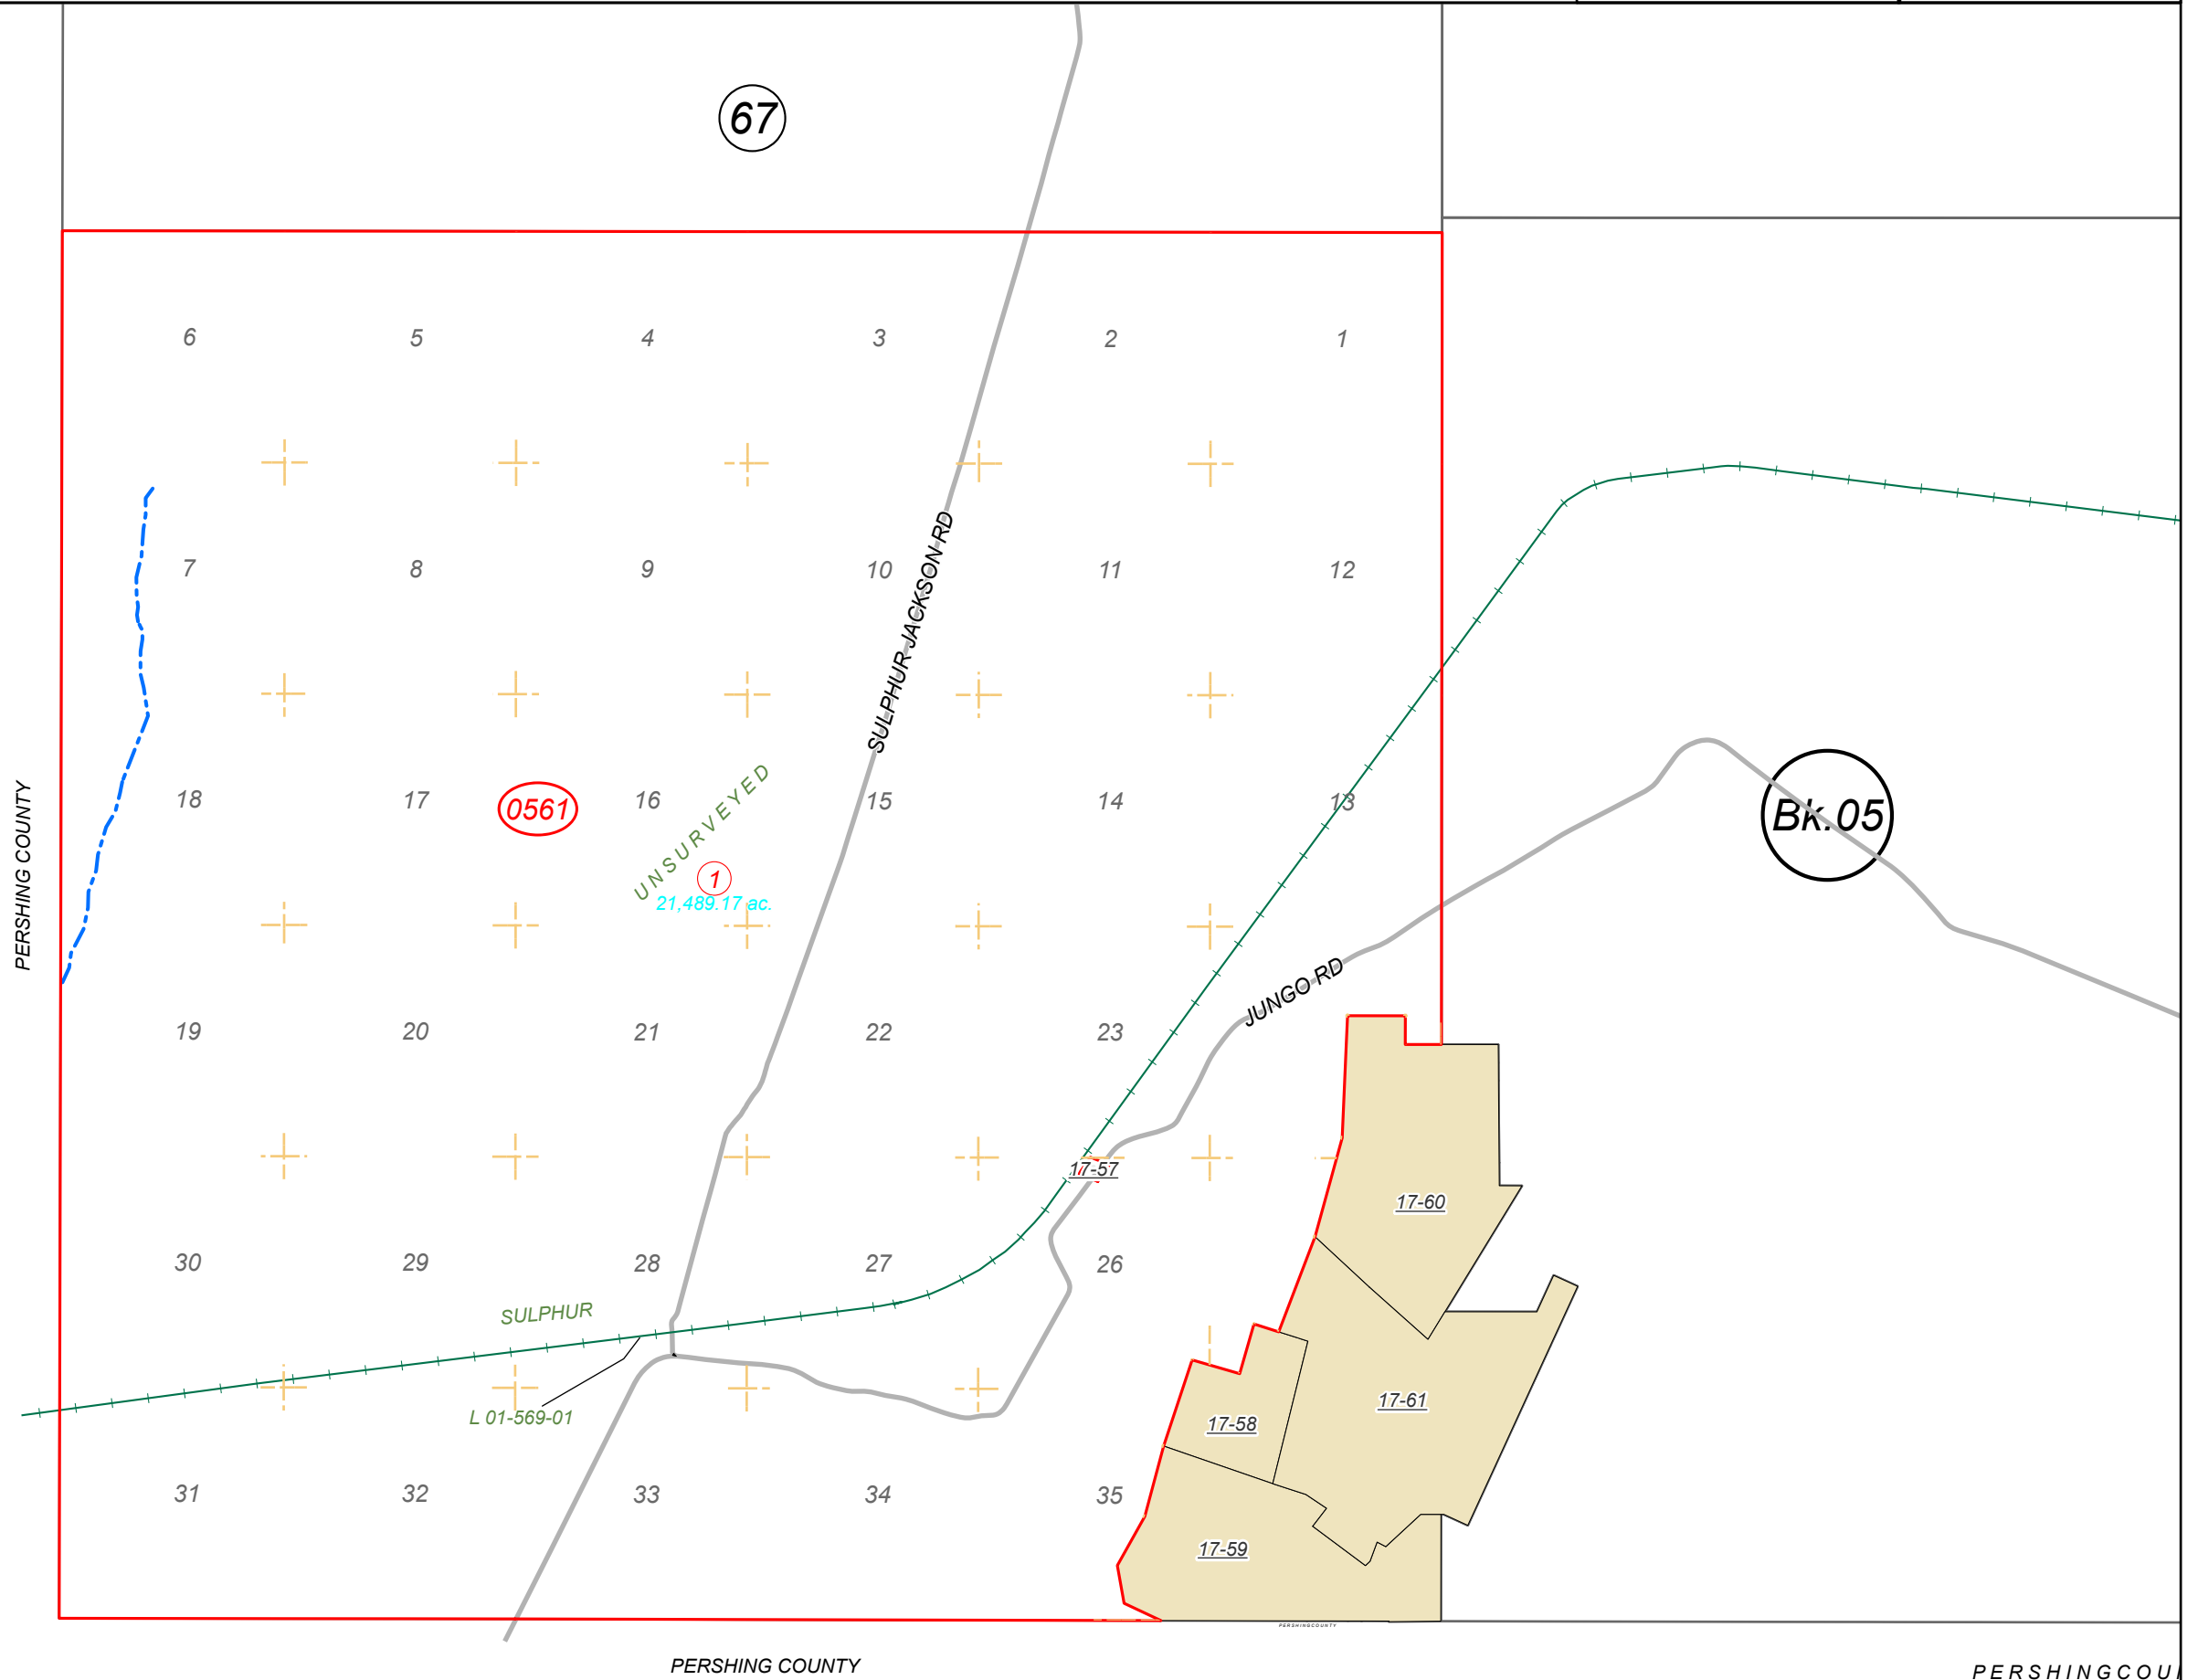 67
6 5 4 3 2 1
7 8 9 10 11 12
SULPHUR JACKSON RD
18 17 0561 16 15 14 13
UNSURVEYED
1
21,489.17 ac.
Bk.05
PERSHING COUNTY
JUNGO RD
19 20 21 22 23
17-57
17-60
30 29 28 27 26
SULPHUR
L 01-569-01
17-61
17-58
31 32 33 34 35
17-59
PERSHINGCOUNTY
PERSHING COUNTY
PERSHINGCOU